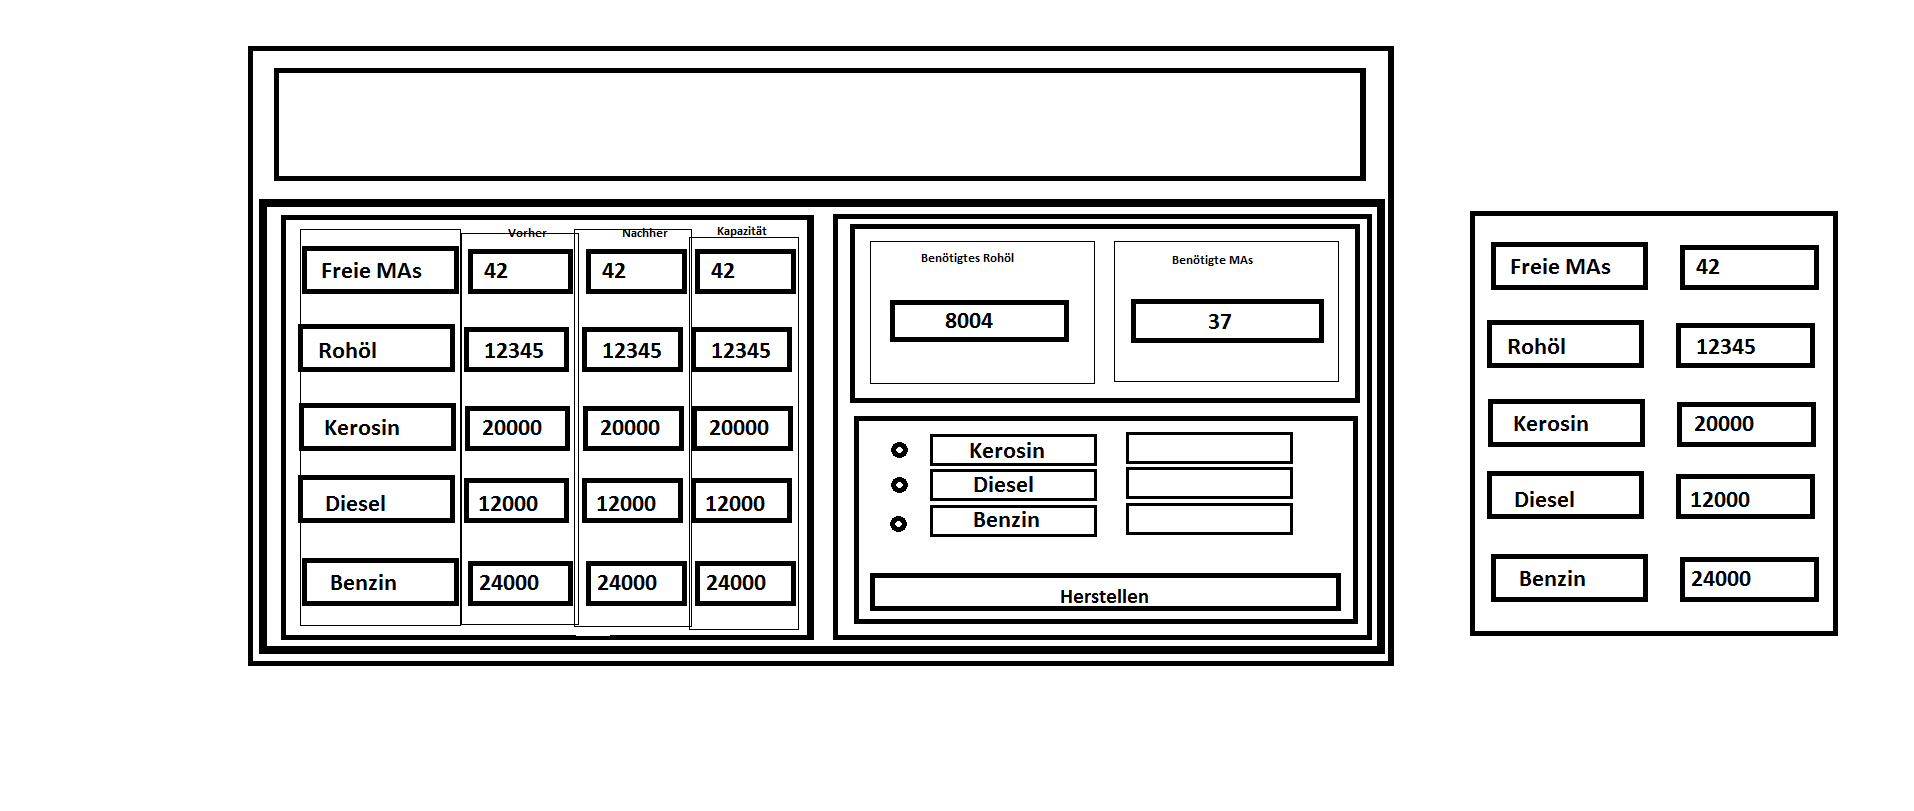 Vorher Nachher Kapazität
Freie MAs 42 42 42
Rohöl 12345 12345 12345
Kerosin 20000 20000 20000
Diesel 12000 12000 12000
Benzin 24000 24000 24000
Benötigtes Rohöl Benötigte MAs
8004 37
Kerosin
Diesel
Benzin
Herstellen
Freie MAs 42
Rohöl 12345
Kerosin 20000
Diesel 12000
Benzin 24000